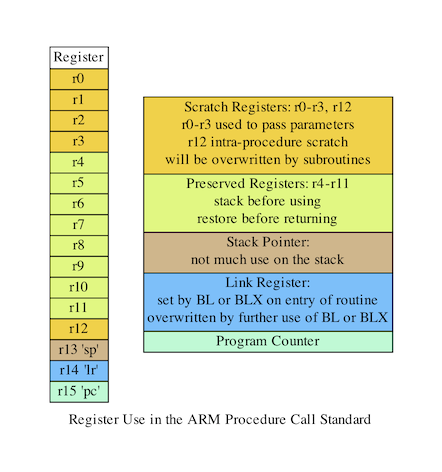 Register
r0
r1
r2
r3
r4
r5
r6
r7
r8
r9
r10
r11
r12
r13 'sp'
r14 'lr'
r15 'pc'
Scratch Registers: r0-r3, r12
r0-r3 used to pass parameters
r12 intra-procedure scratch
will be overwritten by subroutines
Preserved Registers: r4-r11
stack before using
restore before returning
Stack Pointer:
not much use on the stack
Link Register:
set by BL or BLX on entry of routine
overwritten by further use of BL or BLX
Program Counter
Register Use in the ARM Procedure Call Standard